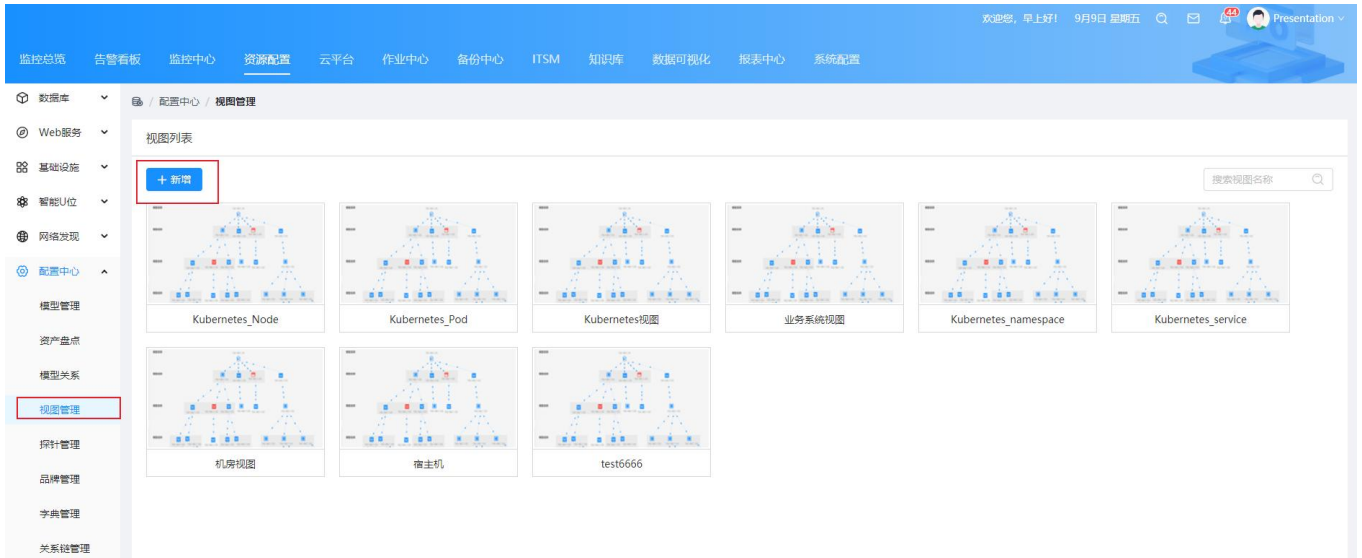 欢迎您，早上好! 9月9日 星期五 44 Presentation
监控总览 告警看板 监控中心 资源配置 云平台 作业中心 备份中心 ITSM 知识库 数据可视化 报表中心 系统配置
数据库
/ 配置中心 / 视图管理
Web服务
视图列表
基础设施
+ 新增
搜索视图名称
智能U位
网络发现
配置中心
模型管理
Kubernetes_Node Kubernetes_Pod Kubernetes视图 业务系统视图 Kubernetes_namespace Kubernetes_service
资产盘点
模型关系
视图管理
探针管理
机房视图 宿主机 test6666
品牌管理
字典管理
关系链管理